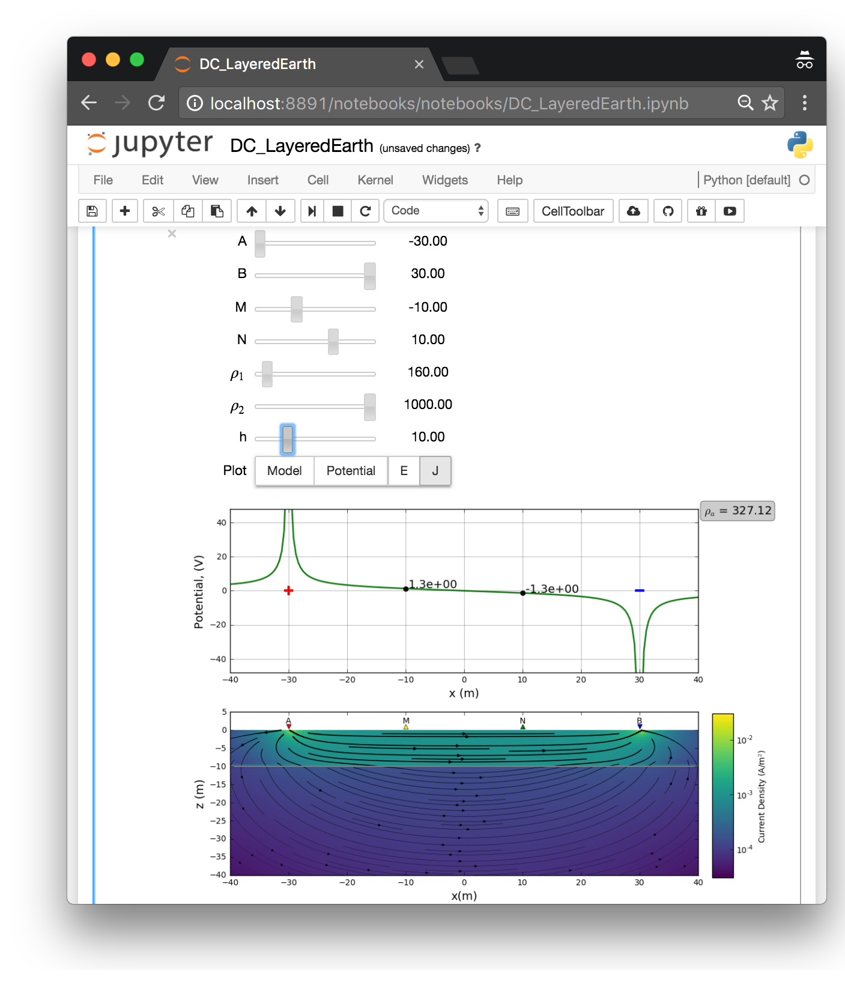 DC_LayeredEarth
localhost:8891/notebooks/notebooks/DC_LayeredEarth.ipynb
jupyter DC_LayeredEarth (unsaved changes) ?
File Edit View Insert Cell Kernel Widgets Help Python [default]
Code CellToolbar
A -30.00
B 30.00
M -10.00
N 10.00
ρ1 160.00
ρ2 1000.00
h 10.00
Plot Model Potential E J
ρa = 327.12
Potential, (V)
40
20
0
−20
−40
1.3e+00
-1.3e+00
−40 −30 −20 −10 0 10 20 30 40
x (m)
A M N B
z (m)
5
0
−5
−10
−15
−20
−25
−30
−35
−40
−40 −30 −20 −10 0 10 20 30 40
x(m)
10-2
10-3
10-4
Current Density (A/m²)